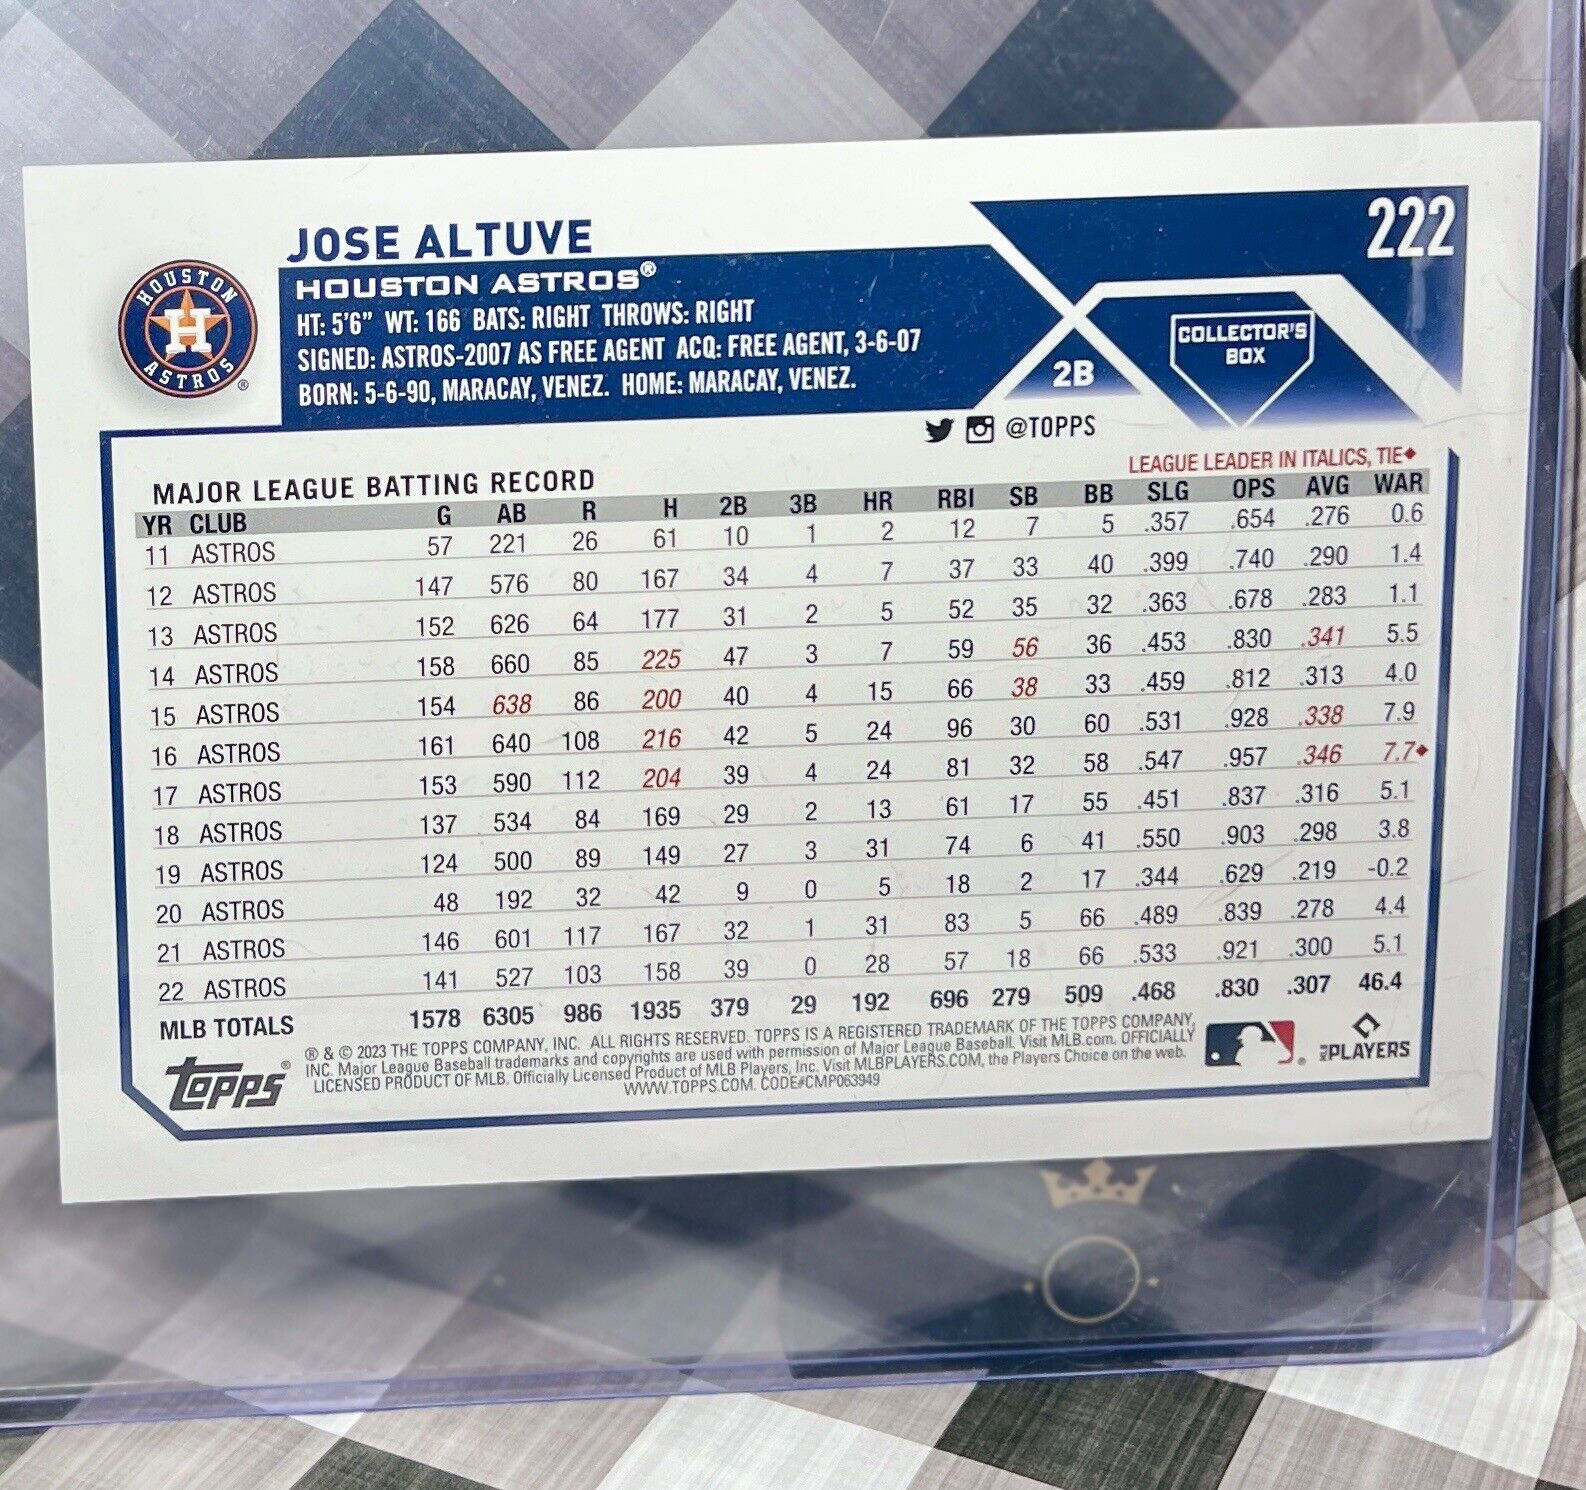 222
JOSE ALTUVE
HOUSTON ASTROS®
HT: 5'6" WT: 166 BATS: RIGHT THROWS: RIGHT
SIGNED: ASTROS-2007 AS FREE AGENT ACQ: FREE AGENT, 3-6-07
BORN: 5-6-90, MARACAY, VENEZ. HOME: MARACAY, VENEZ.
HOUSTON
H
ASTROS ®
2B
COLLECTOR'S
BOX
@TOPPS
LEAGUE LEADER IN ITALICS, TIE◆
MAJOR LEAGUE BATTING RECORD
YR CLUB G AB R H 2B 3B HR RBI SB BB SLG OPS AVG WAR
11 ASTROS 57 221 26 61 10 1 2 12 7 5 .357 .654 .276 0.6
12 ASTROS 147 576 80 167 34 4 7 37 33 40 .399 .740 .290 1.4
13 ASTROS 152 626 64 177 31 2 5 52 35 32 .363 .678 .283 1.1
14 ASTROS 158 660 85 225 47 3 7 59 56 36 .453 .830 .341 5.5
15 ASTROS 154 638 86 200 40 4 15 66 38 33 .459 .812 .313 4.0
16 ASTROS 161 640 108 216 42 5 24 96 30 60 .531 .928 .338 7.9
17 ASTROS 153 590 112 204 39 4 24 81 32 58 .547 .957 .346 7.7◆
18 ASTROS 137 534 84 169 29 2 13 61 17 55 .451 .837 .316 5.1
19 ASTROS 124 500 89 149 27 3 31 74 6 41 .550 .903 .298 3.8
20 ASTROS 48 192 32 42 9 0 5 18 2 17 .344 .629 .219 -0.2
21 ASTROS 146 601 117 167 32 1 31 83 5 66 .489 .839 .278 4.4
22 ASTROS 141 527 103 158 39 0 28 57 18 66 .533 .921 .300 5.1
MLB TOTALS 1578 6305 986 1935 379 29 192 696 279 509 .468 .830 .307 46.4
topps®
® & © 2023 THE TOPPS COMPANY, INC. ALL RIGHTS RESERVED. TOPPS IS A REGISTERED TRADEMARK OF THE TOPPS COMPANY,
INC. Major League Baseball trademarks and copyrights are used with permission of Major League Baseball. Visit MLB.com. OFFICIALLY
LICENSED PRODUCT OF MLB. Officially Licensed Product of MLB Players, Inc. Visit MLBPLAYERS.COM, the Players Choice on the web.
WWW.TOPPS.COM. CODE#CMP063949
MLB PLAYERS